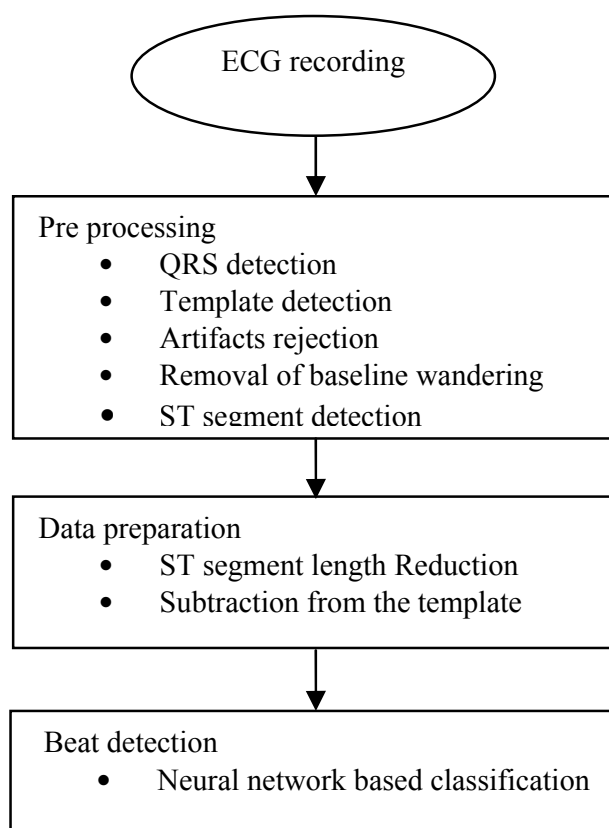 ECG recording
Pre processing
• QRS detection
• Template detection
• Artifacts rejection
• Removal of baseline wandering
• ST segment detection
Data preparation
• ST segment length Reduction
• Subtraction from the template
Beat detection
• Neural network based classification